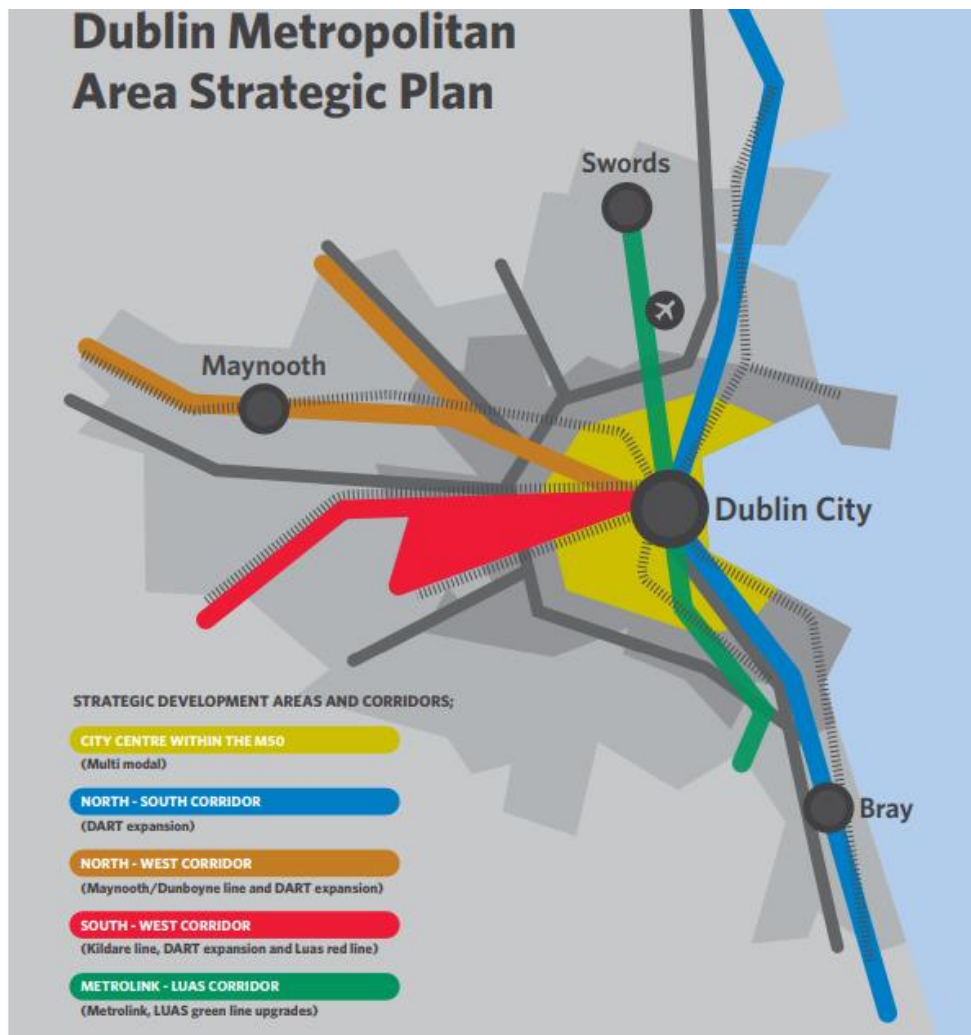 Dublin Metropolitan
Area Strategic Plan
Swords
Maynooth
Dublin City
Bray
STRATEGIC DEVELOPMENT AREAS AND CORRIDORS;
CITY CENTRE WITHIN THE M50
(Multi modal)
NORTH - SOUTH CORRIDOR
(DART expansion)
NORTH - WEST CORRIDOR
(Maynooth/Dunboyne line and DART expansion)
SOUTH - WEST CORRIDOR
(Kildare line, DART expansion and Luas red line)
METROLINK - LUAS CORRIDOR
(Metrolink, LUAS green line upgrades)